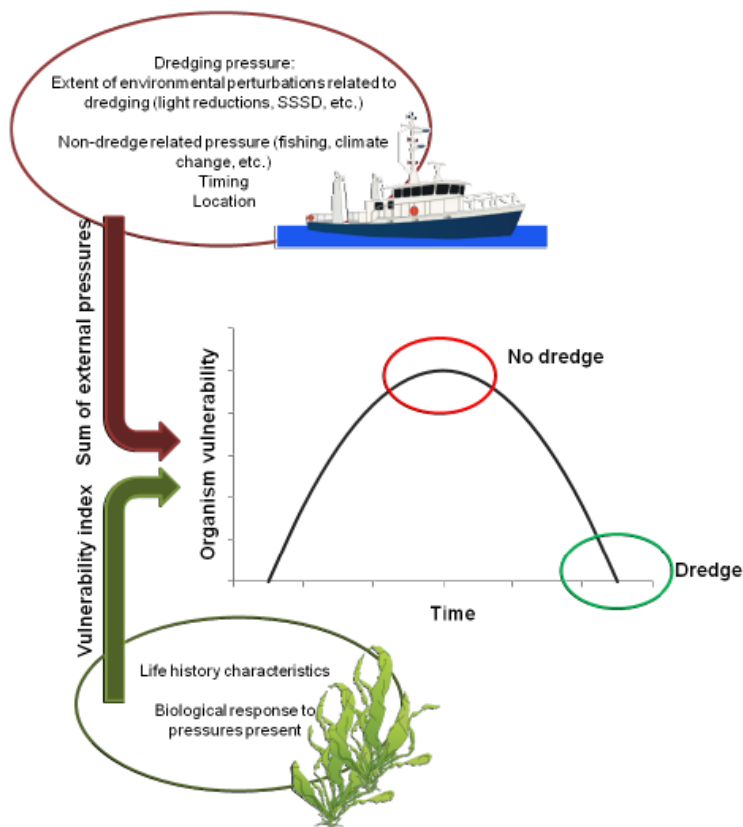 Dredging pressure:
Extent of environmental perturbations related to
dredging (light reductions, SSSD, etc.)
Non-dredge related pressure (fishing, climate
change, etc.)
Timing
Location
Sum of external pressures
Vulnerability index
Organism vulnerability
No dredge
Dredge
Time
Life history characteristics
Biological response to
pressures present